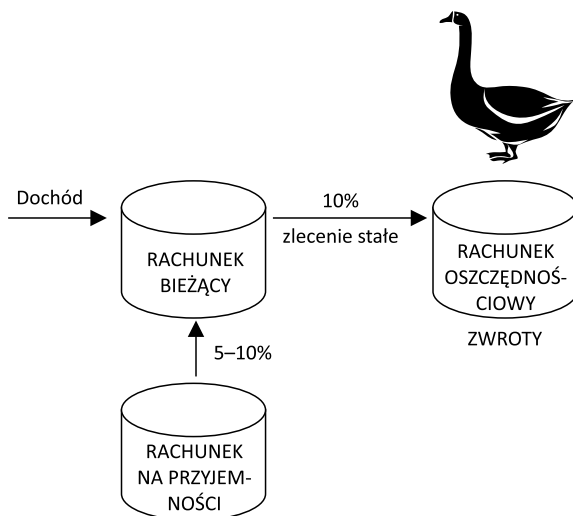 Dochód
RACHUNEK
BIEŻĄCY
10%
zlecenie stałe
RACHUNEK
OSZCZĘDNOŚ-
CIOWY
ZWROTY
5–10%
RACHUNEK
NA PRZYJEM-
NOŚCI